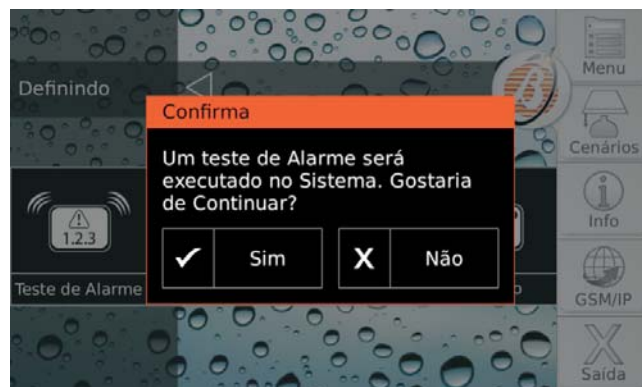 Menu
Definindo
Confirma
Cenários
Um teste de Alarme será
executado no Sistema. Gostaria
de Continuar?
1.2.3
Info
Sim
X
Não
Teste de Alarme
GSM/IP
Saída